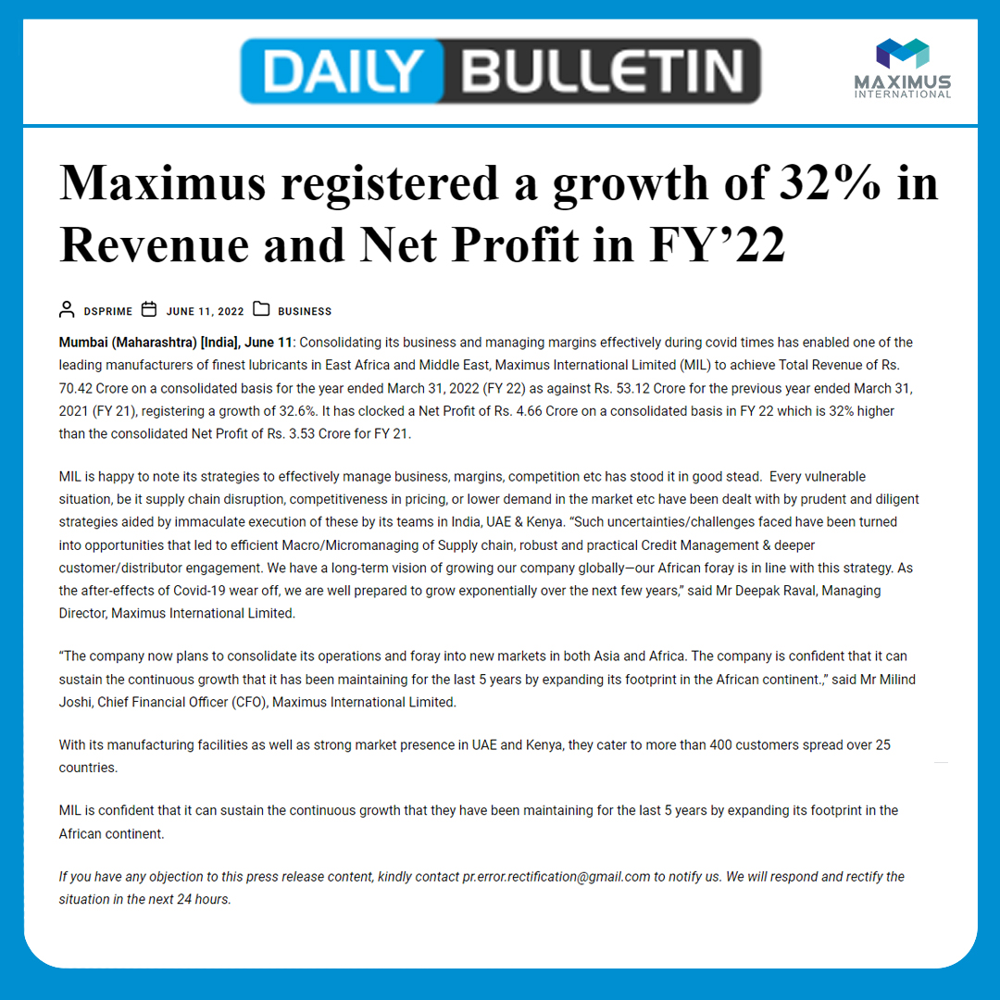 DAILY BULLETIN
MAXIMUS
INTERNATIONAL
Maximus registered a growth of 32% in
Revenue and Net Profit in FY’22
DSPRIME JUNE 11, 2022 BUSINESS
Mumbai (Maharashtra) [India], June 11: Consolidating its business and managing margins effectively during covid times has enabled one of the
leading manufacturers of finest lubricants in East Africa and Middle East, Maximus International Limited (MIL) to achieve Total Revenue of Rs.
70.42 Crore on a consolidated basis for the year ended March 31, 2022 (FY 22) as against Rs. 53.12 Crore for the previous year ended March 31,
2021 (FY 21), registering a growth of 32.6%. It has clocked a Net Profit of Rs. 4.66 Crore on a consolidated basis in FY 22 which is 32% higher
than the consolidated Net Profit of Rs. 3.53 Crore for FY 21.
MIL is happy to note its strategies to effectively manage business, margins, competition etc has stood it in good stead. Every vulnerable
situation, be it supply chain disruption, competitiveness in pricing, or lower demand in the market etc have been dealt with by prudent and diligent
strategies aided by immaculate execution of these by its teams in India, UAE & Kenya. “Such uncertainties/challenges faced have been turned
into opportunities that led to efficient Macro/Micromanaging of Supply chain, robust and practical Credit Management & deeper
customer/distributor engagement. We have a long-term vision of growing our company globally—our African foray is in line with this strategy. As
the after-effects of Covid-19 wear off, we are well prepared to grow exponentially over the next few years,” said Mr Deepak Raval, Managing
Director, Maximus International Limited.
“The company now plans to consolidate its operations and foray into new markets in both Asia and Africa. The company is confident that it can
sustain the continuous growth that it has been maintaining for the last 5 years by expanding its footprint in the African continent.,” said Mr Milind
Joshi, Chief Financial Officer (CFO), Maximus International Limited.
With its manufacturing facilities as well as strong market presence in UAE and Kenya, they cater to more than 400 customers spread over 25
countries.
MIL is confident that it can sustain the continuous growth that they have been maintaining for the last 5 years by expanding its footprint in the
African continent.
If you have any objection to this press release content, kindly contact pr.error.rectification@gmail.com to notify us. We will respond and rectify the
situation in the next 24 hours.